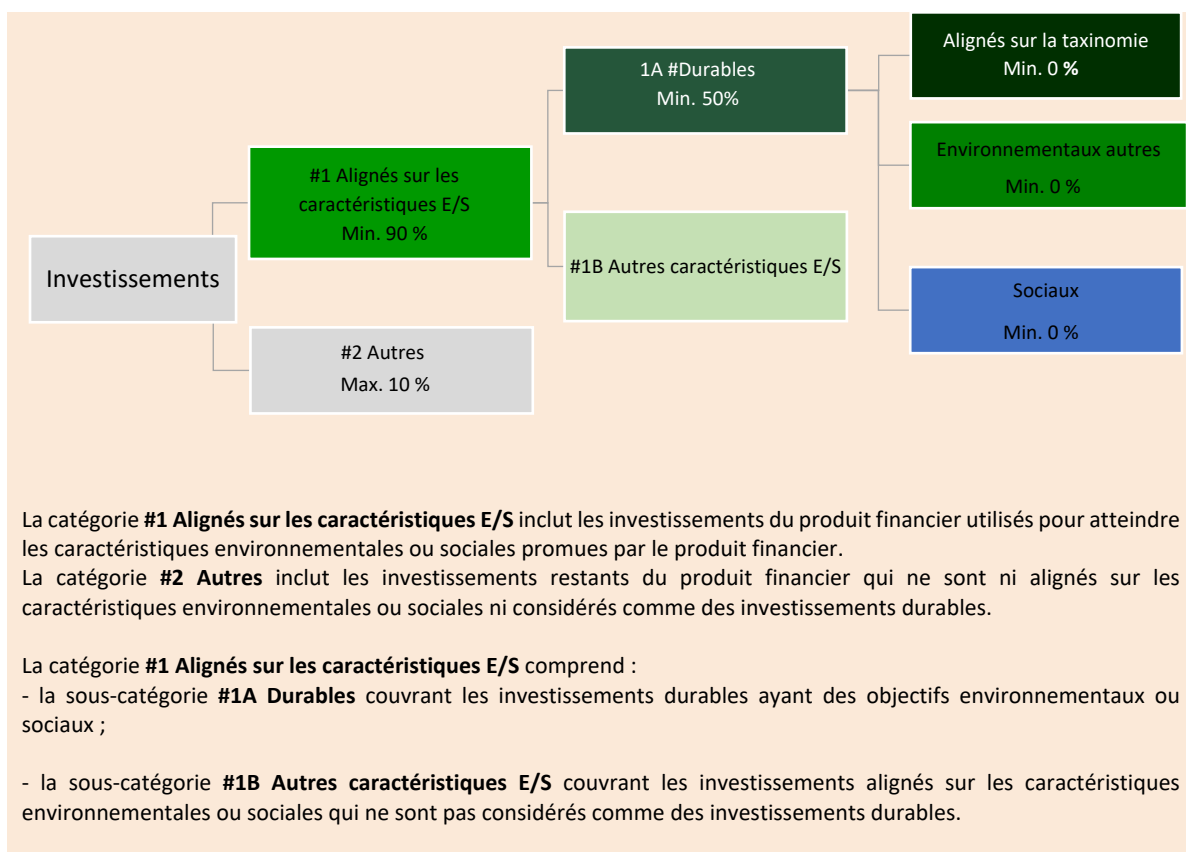 Investissements
#1 Alignés sur les
caractéristiques E/S
Min. 90 %
#2 Autres
Max. 10 %
1A #Durables
Min. 50%
#1B Autres caractéristiques E/S
Alignés sur la taxinomie
Min. 0 %
Environnementaux autres
Min. 0 %
Sociaux
Min. 0 %
La catégorie #1 Alignés sur les caractéristiques E/S inclut les investissements du produit financier utilisés pour atteindre
les caractéristiques environnementales ou sociales promues par le produit financier.
La catégorie #2 Autres inclut les investissements restants du produit financier qui ne sont ni alignés sur les
caractéristiques environnementales ou sociales ni considérés comme des investissements durables.
La catégorie #1 Alignés sur les caractéristiques E/S comprend :
- la sous-catégorie #1A Durables couvrant les investissements durables ayant des objectifs environnementaux ou
sociaux ;
- la sous-catégorie #1B Autres caractéristiques E/S couvrant les investissements alignés sur les caractéristiques
environnementales ou sociales qui ne sont pas considérés comme des investissements durables.